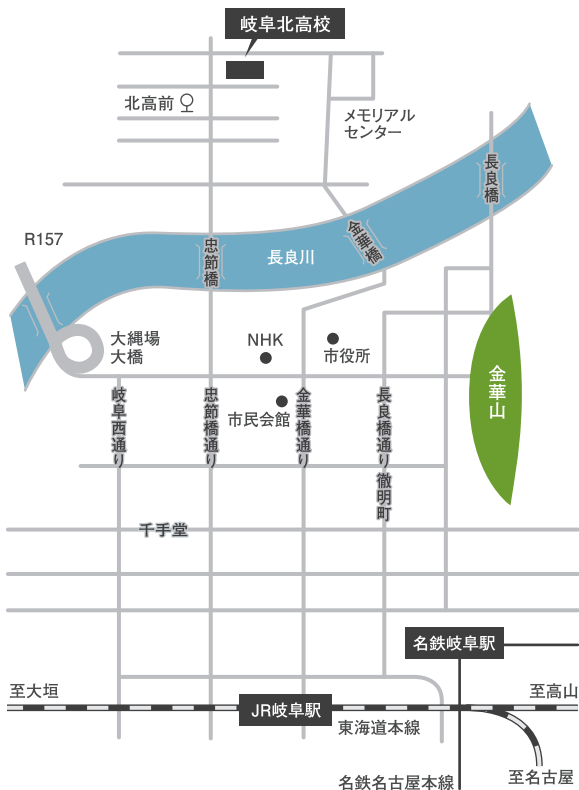 岐阜北高校
北高前
メモリアル
センター
長良橋
R157
忠節橋
長良川
金華橋
大縄場
大橋
NHK
市役所
金華山
岐阜西通り
忠節橋通り
市民会館
金華橋通り
長良橋通り
徹明町
千手堂
名鉄岐阜駅
至大垣
JR岐阜駅
至高山
東海道本線
名鉄名古屋本線
至名古屋